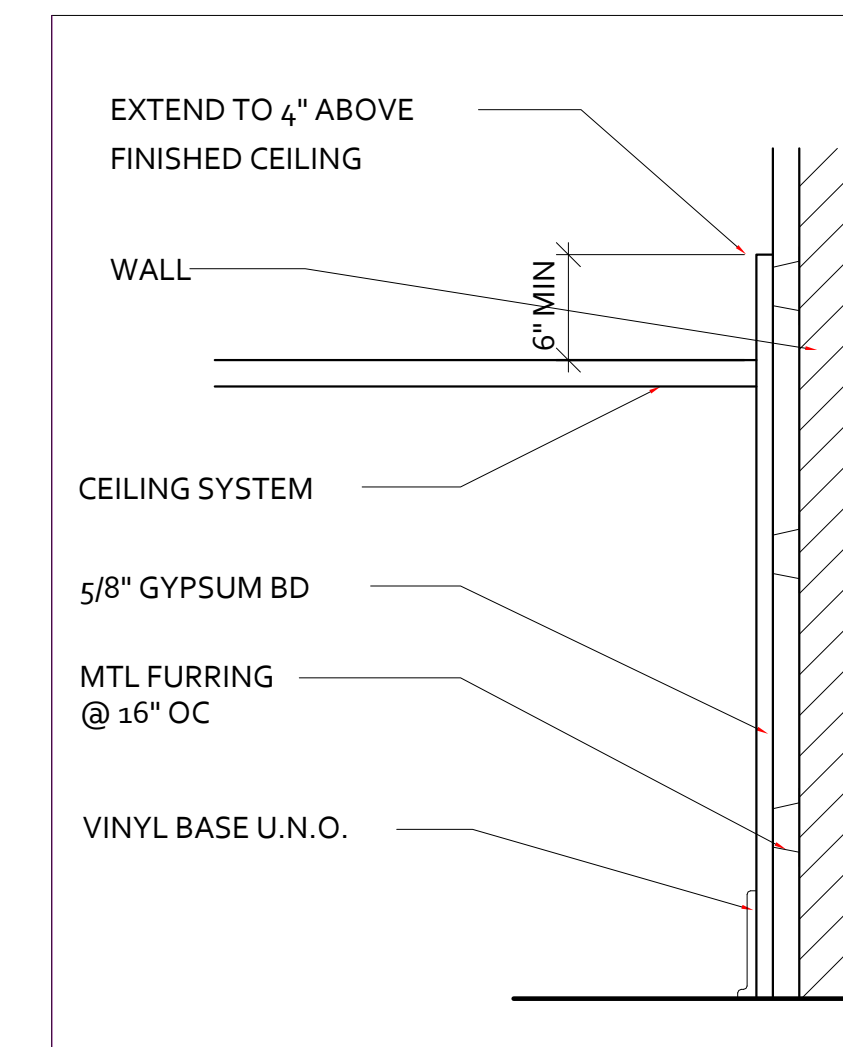 EXTEND TO 4" ABOVE
FINISHED CEILING
WALL
6" MIN
CEILING SYSTEM
5/8" GYPSUM BD
MTL FURRING
@ 16" OC
VINYL BASE U.N.O.